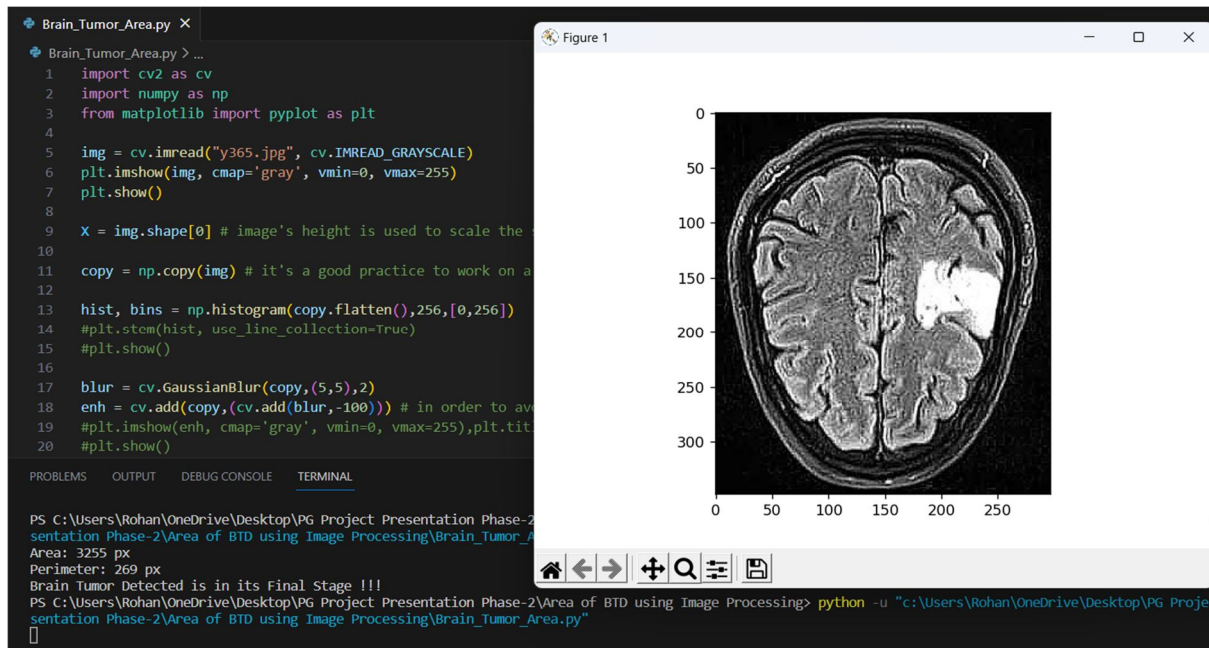 Brain_Tumor_Area.py ×
Brain_Tumor_Area.py > ...
1 import cv2 as cv
2 import numpy as np
3 from matplotlib import pyplot as plt
4
5 img = cv.imread("y365.jpg", cv.IMREAD_GRAYSCALE)
6 plt.imshow(img, cmap='gray', vmin=0, vmax=255)
7 plt.show()
8
9 X = img.shape[0] # image's height is used to scale the
10
11 copy = np.copy(img) # it's a good practice to work on a
12
13 hist, bins = np.histogram(copy.flatten(),256,[0,256])
14 #plt.stem(hist, use_line_collection=True)
15 #plt.show()
16
17 blur = cv.GaussianBlur(copy,(5,5),2)
18 enh = cv.add(copy,(cv.add(blur,-100))) # in order to
19 #plt.imshow(enh, cmap='gray', vmin=0, vmax=255),plt.
20 #plt.show()
PROBLEMS OUTPUT DEBUG CONSOLE TERMINAL
PS C:\Users\Rohan\OneDrive\Desktop\PG Project Presentation Phase-2
sentation Phase-2\Area of BTD using Image Processing\Brain_Tumor_A
Area: 3255 px
Perimeter: 269 px
Brain Tumor Detected is in its Final Stage !!!
PS C:\Users\Rohan\OneDrive\Desktop\PG Project Presentation Phase-2\Area of BTD using Image Processing> python -u "c:\Users\Rohan\OneDrive\Desktop\PG Proje
sentation Phase-2\Area of BTD using Image Processing\Brain_Tumor_Area.py"
Figure 1
0
50
100
150
200
250
300
0 50 100 150 200 250